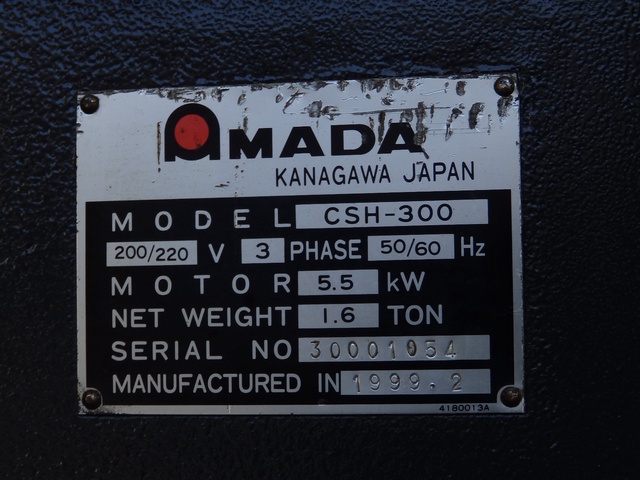 AMADA
KANAGAWA JAPAN
MODEL CSH-300
200/220 V 3 PHASE 50/60 Hz
MOTOR 5.5 kW
NET WEIGHT 1.6 TON
SERIAL NO 30001054
MANUFACTURED IN 1999.2
4180013A